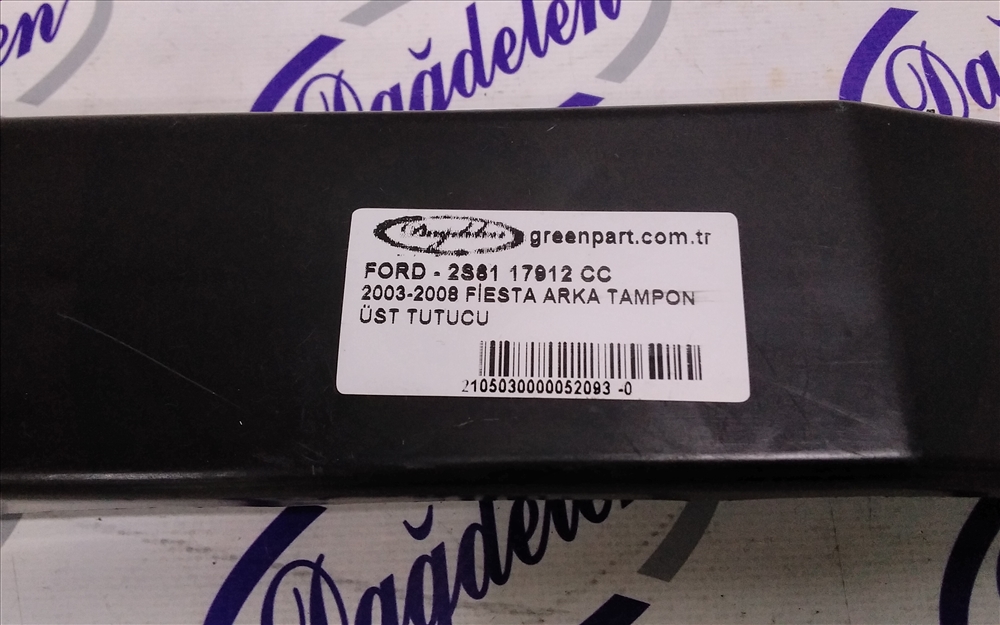 Dağdelen
Dağdelen
greenpart.com.tr
FORD - 2S61 17912 CC
2003-2008 FİESTA ARKA TAMPON
ÜST TUTUCU
2105030000052093 -0
Dağdelen